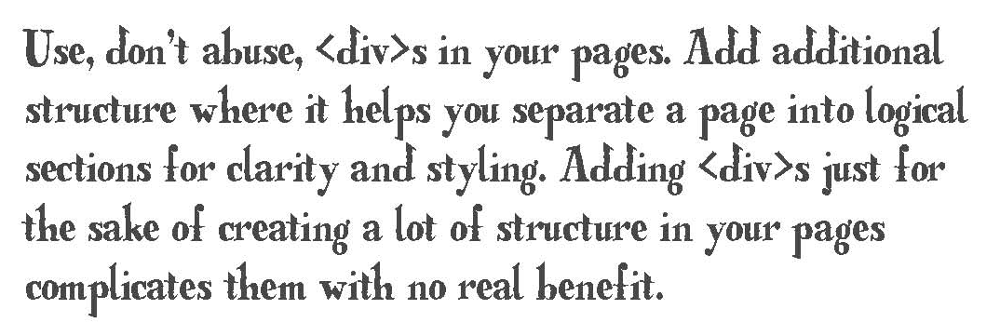 Use, don't abuse, <div>s in your pages. Add additional
structure where it helps you separate a page into logical
sections for clarity and styling. Adding <div>s just for
the sake of creating a lot of structure in your pages
complicates them with no real benefit.